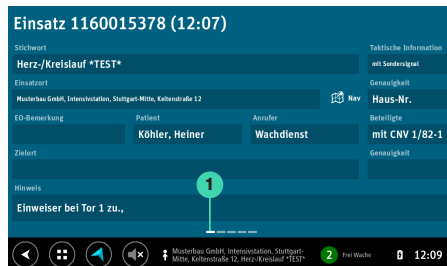 Einsatz 1160015378 (12:07)
Stichwort
Taktische Information
Herz-/Kreislauf *TEST*
mit Sondersignal
Einsatzort
Genauigkeit
Musterbau GmbH, Intensivstation, Stuttgart-Mitte, Keltenstraße 12
Nav
Haus-Nr.
EO-Bemerkung
Patient
Anrufer
Beteiligte
Köhler, Heiner
Wachdienst
mit CNV 1/82-1
Zielort
Genauigkeit
Hinweis
1
Einweiser bei Tor 1 zu.,
Musterbau GmbH, Intensivstation, Stuttgart-
Mitte, Keltenstraße 12, Herz-/Kreislauf *TEST*
2
Frei Wache
12:09